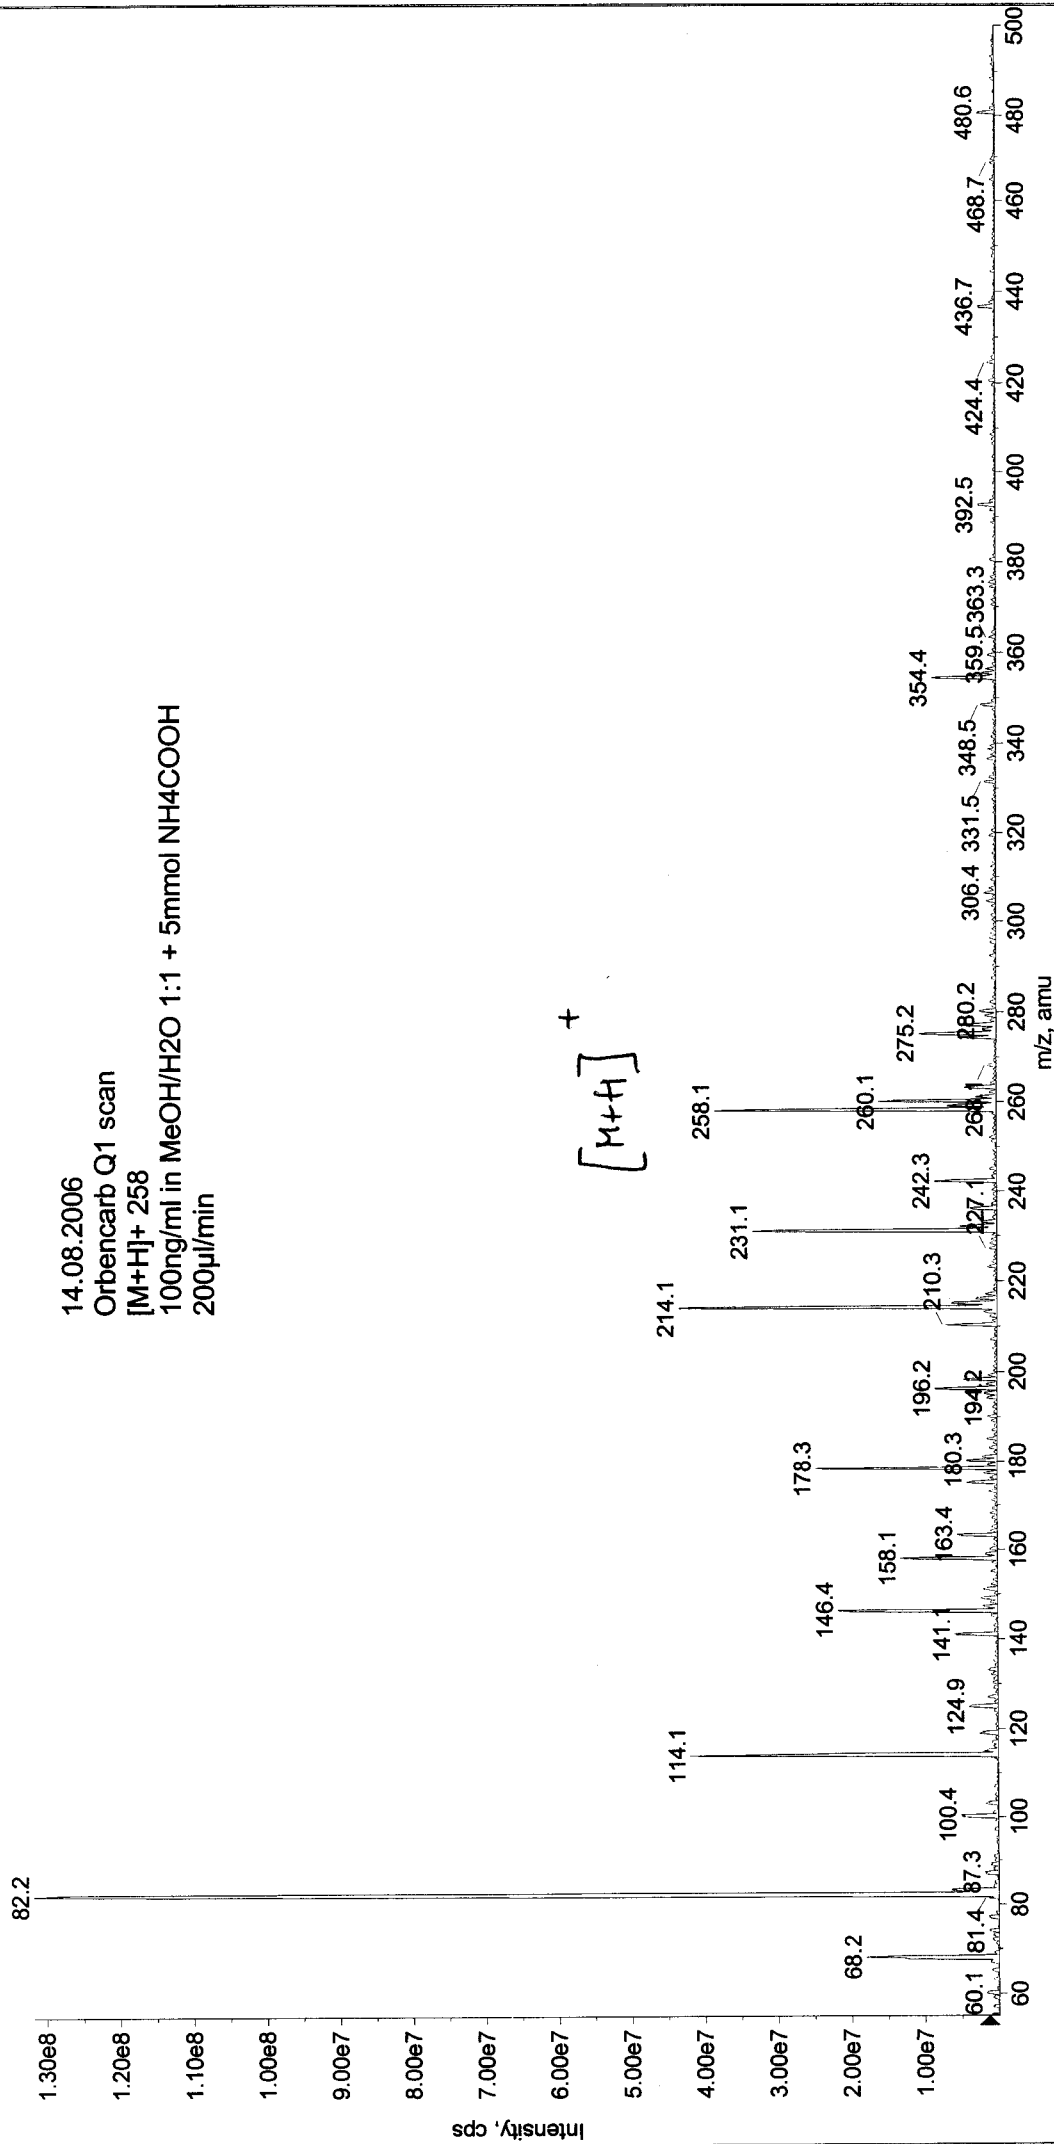 14.08.2006
Orbencarb Q1 scan
[M+H]+ 258
100ng/ml in MeOH/H2O 1:1 + 5mmol NH4COOH
200µl/min
[M+H]+
Intensity, cps
1.30e8
1.20e8
1.10e8
1.00e8
9.00e7
8.00e7
7.00e7
6.00e7
5.00e7
4.00e7
3.00e7
2.00e7
1.00e7
60.1
68.2
81.4
82.2
87.3
100.4
114.1
124.9
141.1
146.4
158.1
163.4
178.3
180.3
194.2
196.2
210.3
214.1
227.1
231.1
242.3
258.1
260.1
268.1
275.2
280.2
306.4
331.5
348.5
354.4
359.5
363.3
392.5
424.4
436.7
468.7
480.6
60 80 100 120 140 160 180 200 220 240 260 280 300 320 340 360 380 400 420 440 460 480 500
m/z, amu